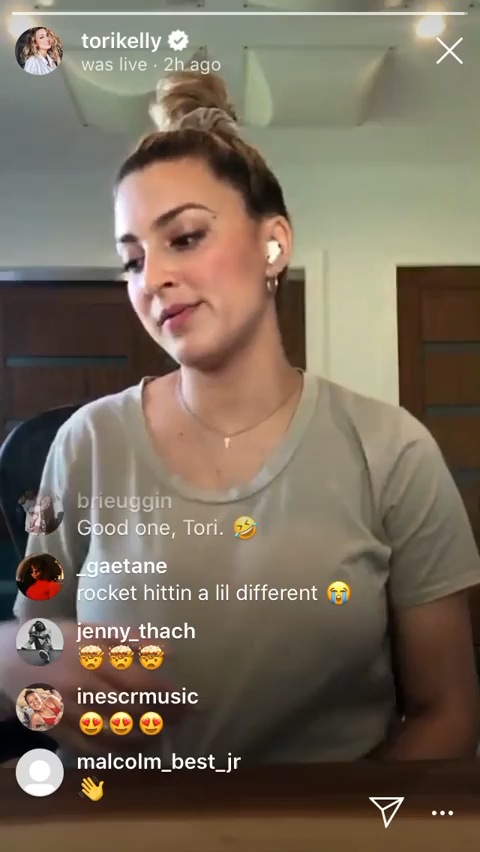 torikelly
was live · 2h ago
brieuggin
Good one, Tori. 🤣
_gaetane
rocket hittin a lil different 😭
jenny_thach
🤯🤯🤯
inescrmusic
😍😍😍
malcolm_best_jr
👋